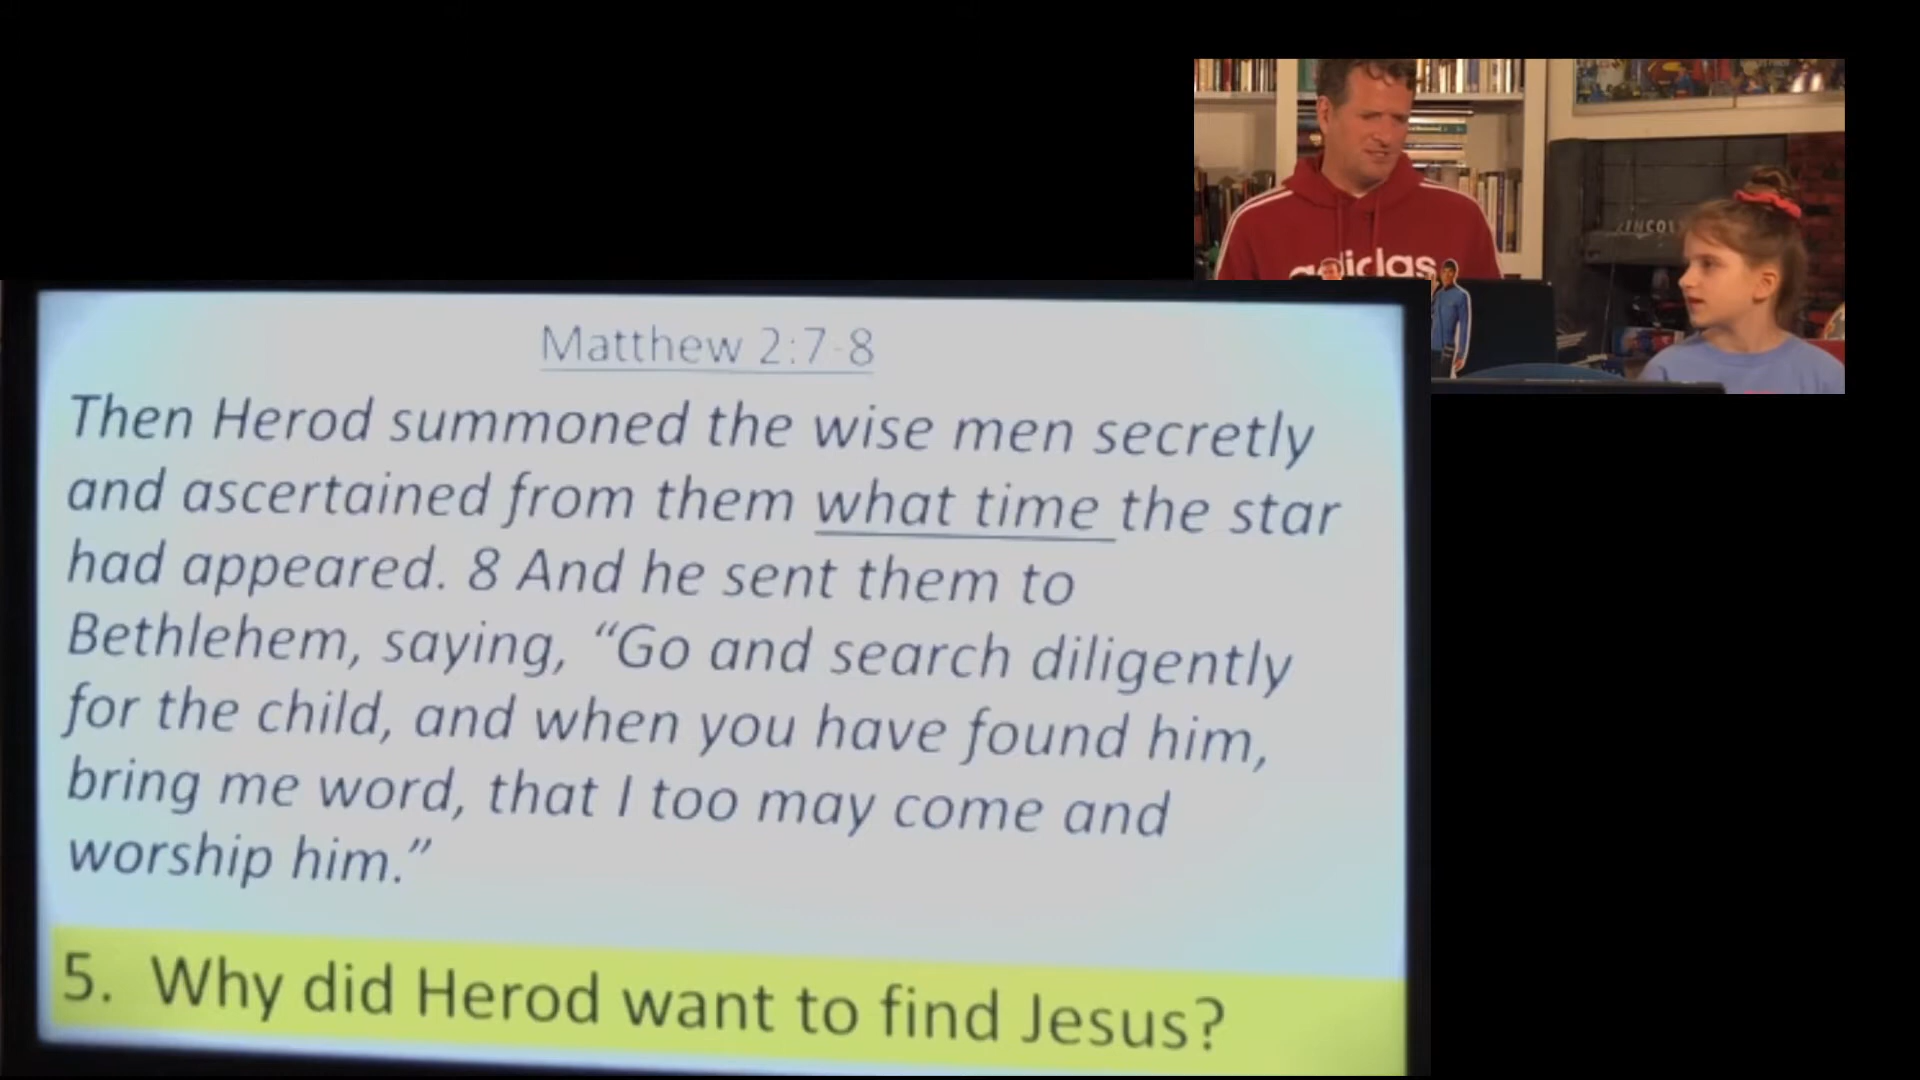 adidas
LINCOL
Matthew 2:7-8
Then Herod summoned the wise men secretly
and ascertained from them what time the star
had appeared. 8 And he sent them to
Bethlehem, saying, “Go and search diligently
for the child, and when you have found him,
bring me word, that I too may come and
worship him.”
5. Why did Herod want to find Jesus?